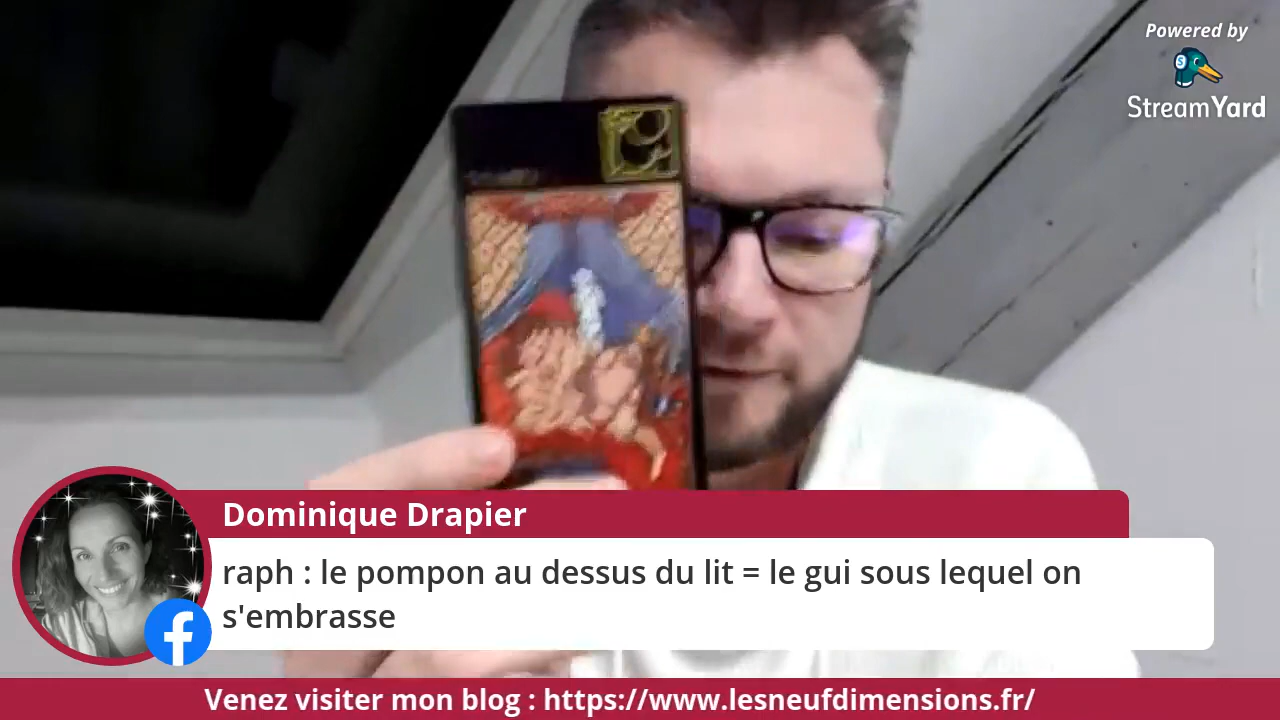 Powered by
StreamYard
Dominique Drapier
raph : le pompon au dessus du lit = le gui sous lequel on
s'embrasse
Venez visiter mon blog : https://www.lesneufdimensions.fr/